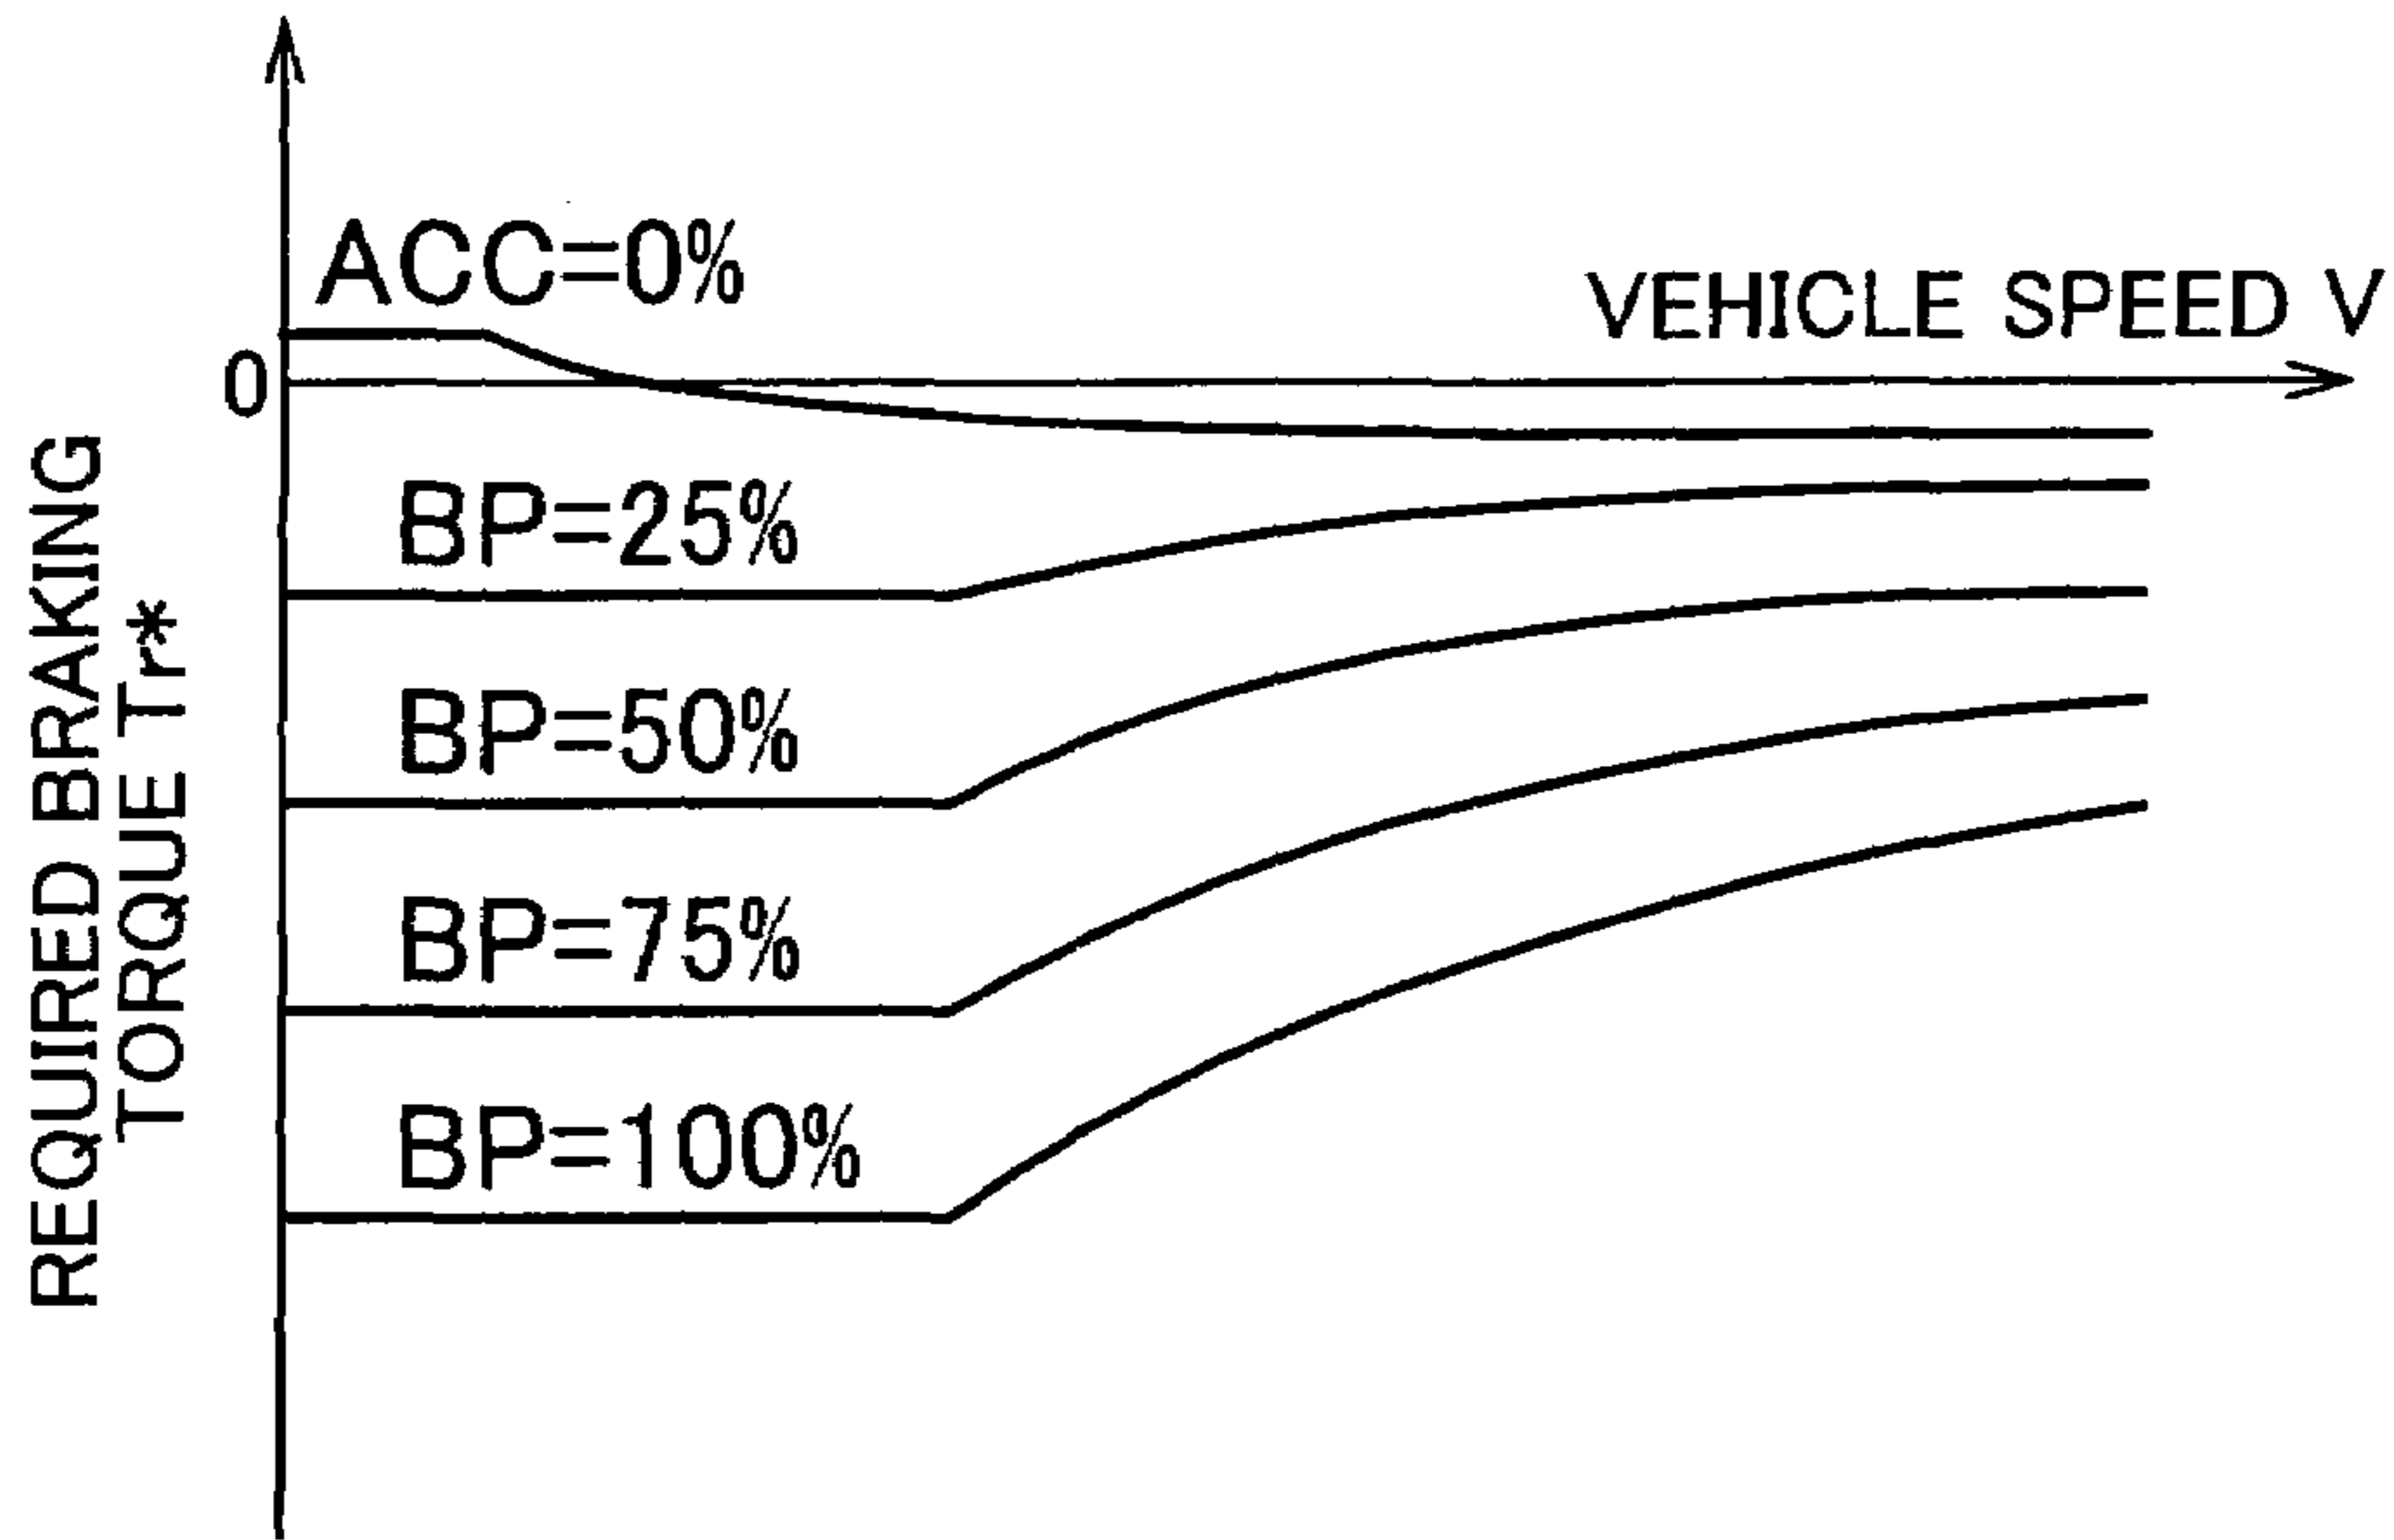 ACC=0%
VEHICLE SPEED V
0
REQUIRED BRAKING
TORQUE Tr*
BP=25%
BP=50%
BP=75%
BP=100%